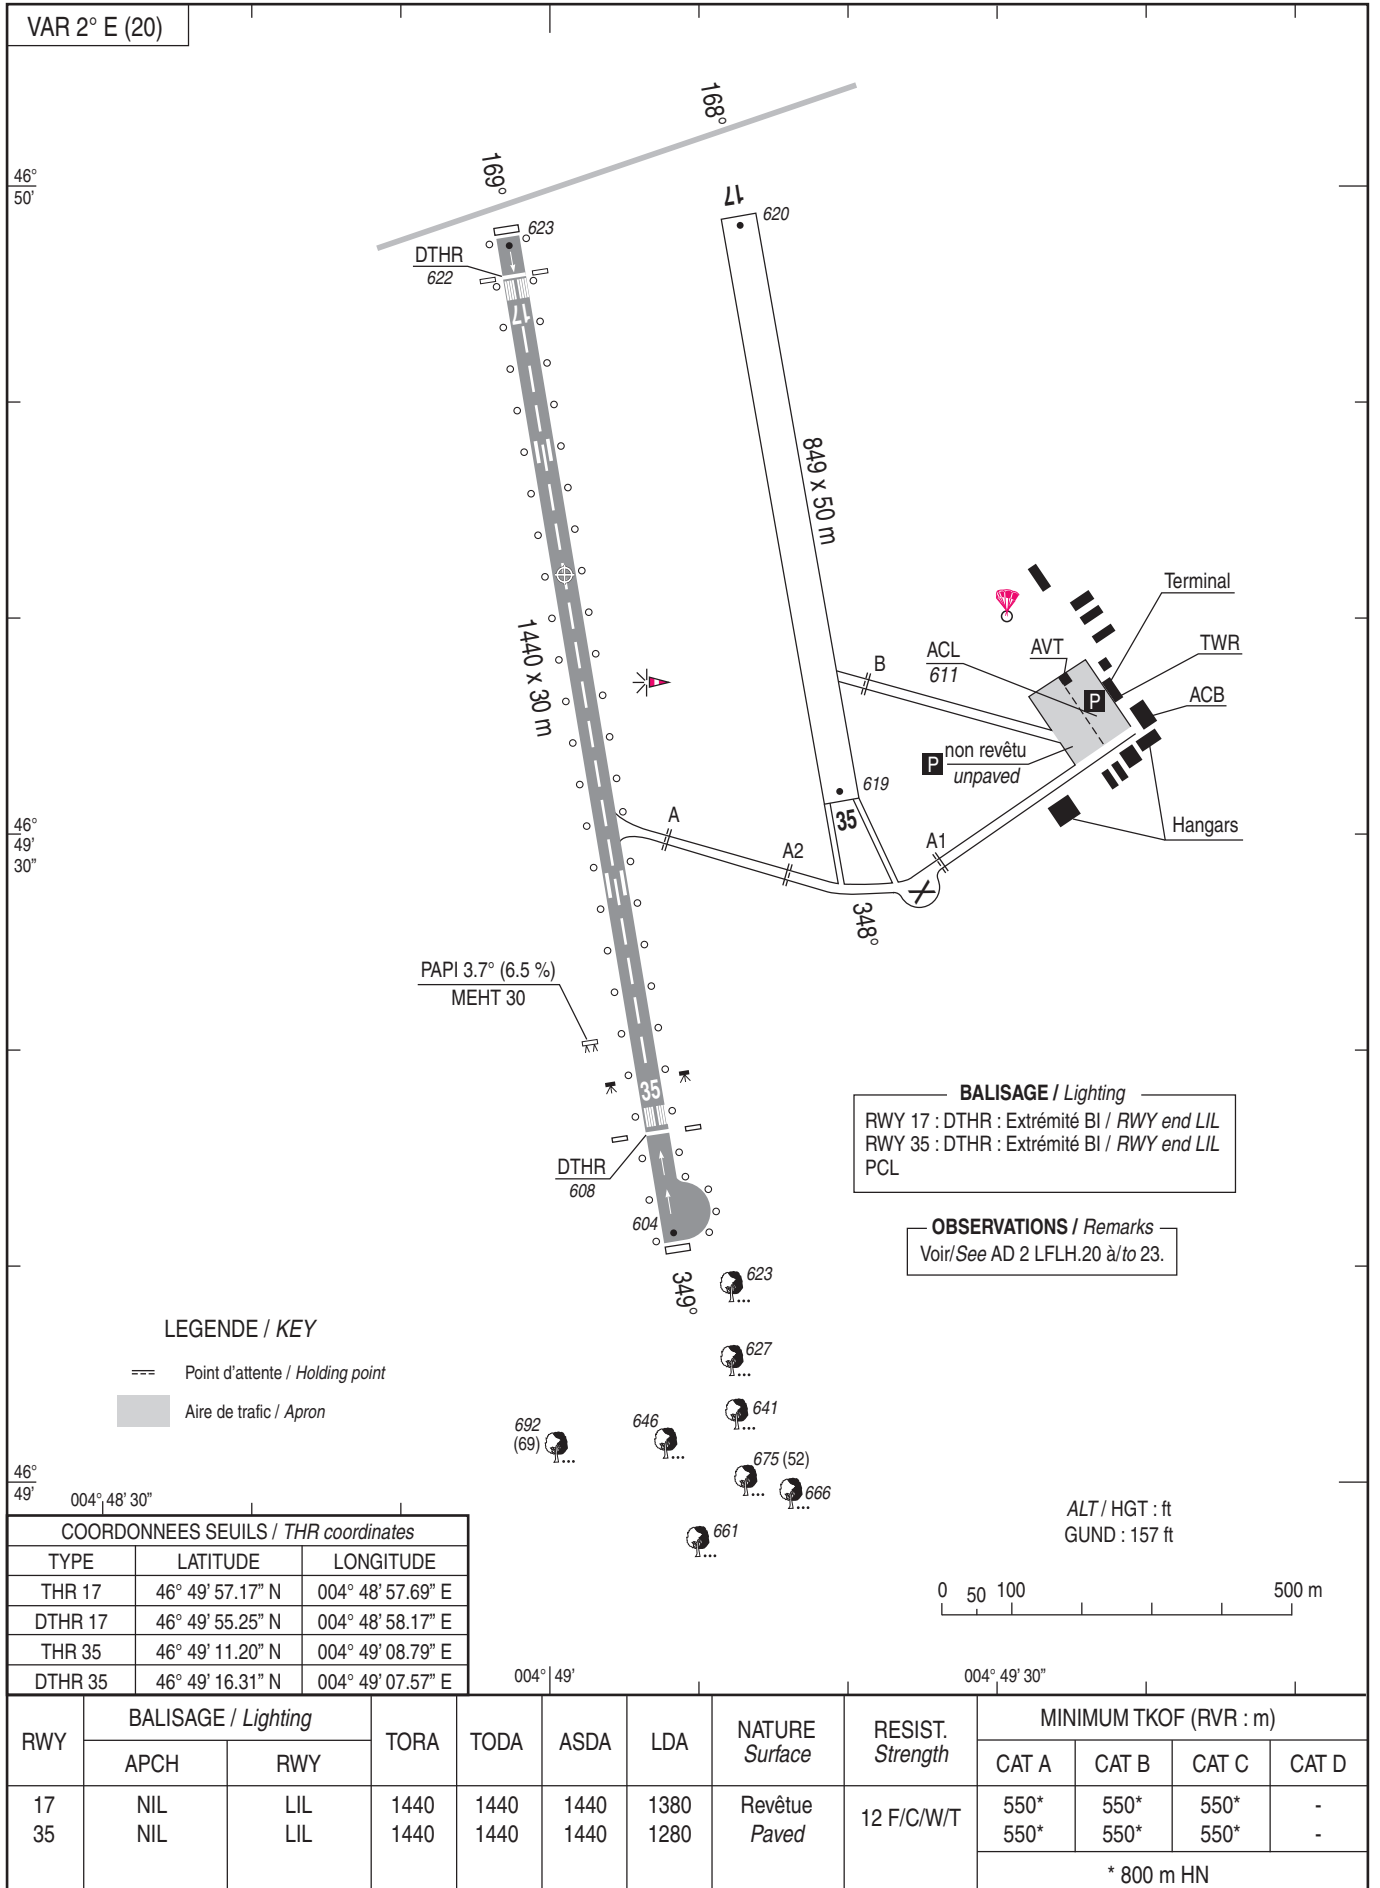 VAR 2° E (20)
168°
169°
46°
50'
17
620
623
DTHR
622
17
849 x 50 m
1440 x 30 m
Terminal
TWR
ACB
AVT
ACL
611
B
P
P non revêtu
unpaved
619
35
Hangars
46°
49'
30"
A
A2
A1
348°
PAPI 3.7° (6.5 %)
MEHT 30
35
BALISAGE / Lighting
RWY 17 : DTHR : Extrémité BI / RWY end LIL
RWY 35 : DTHR : Extrémité BI / RWY end LIL
PCL
DTHR
608
604
OBSERVATIONS / Remarks
Voir/See AD 2 LFLH.20 à/to 23.
349°
623
627
641
646
692
(69)
675 (52)
666
661
LEGENDE / KEY
Point d'attente / Holding point
Aire de trafic / Apron
46°
49'
004° 48' 30"
ALT / HGT : ft
GUND : 157 ft
0 50 100 500 m
COORDONNEES SEUILS / THR coordinates
TYPE LATITUDE LONGITUDE
THR 17 46° 49' 57.17" N 004° 48' 57.69" E
DTHR 17 46° 49' 55.25" N 004° 48' 58.17" E
THR 35 46° 49' 11.20" N 004° 49' 08.79" E
DTHR 35 46° 49' 16.31" N 004° 49' 07.57" E
004° 49'
004° 49' 30"
RWY BALISAGE / Lighting TORA TODA ASDA LDA NATURE RESIST. MINIMUM TKOF (RVR : m)
Surface Strength
APCH RWY CAT A CAT B CAT C CAT D
17 NIL LIL 1440 1440 1440 1380 Revêtue 12 F/C/W/T 550* 550* 550* -
35 NIL LIL 1440 1440 1440 1280 Paved 550* 550* 550* -
* 800 m HN